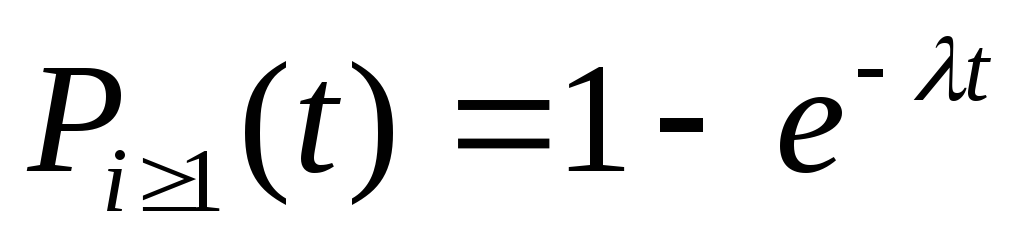 P_{i≥1}(t) = 1 - e^{-λt}